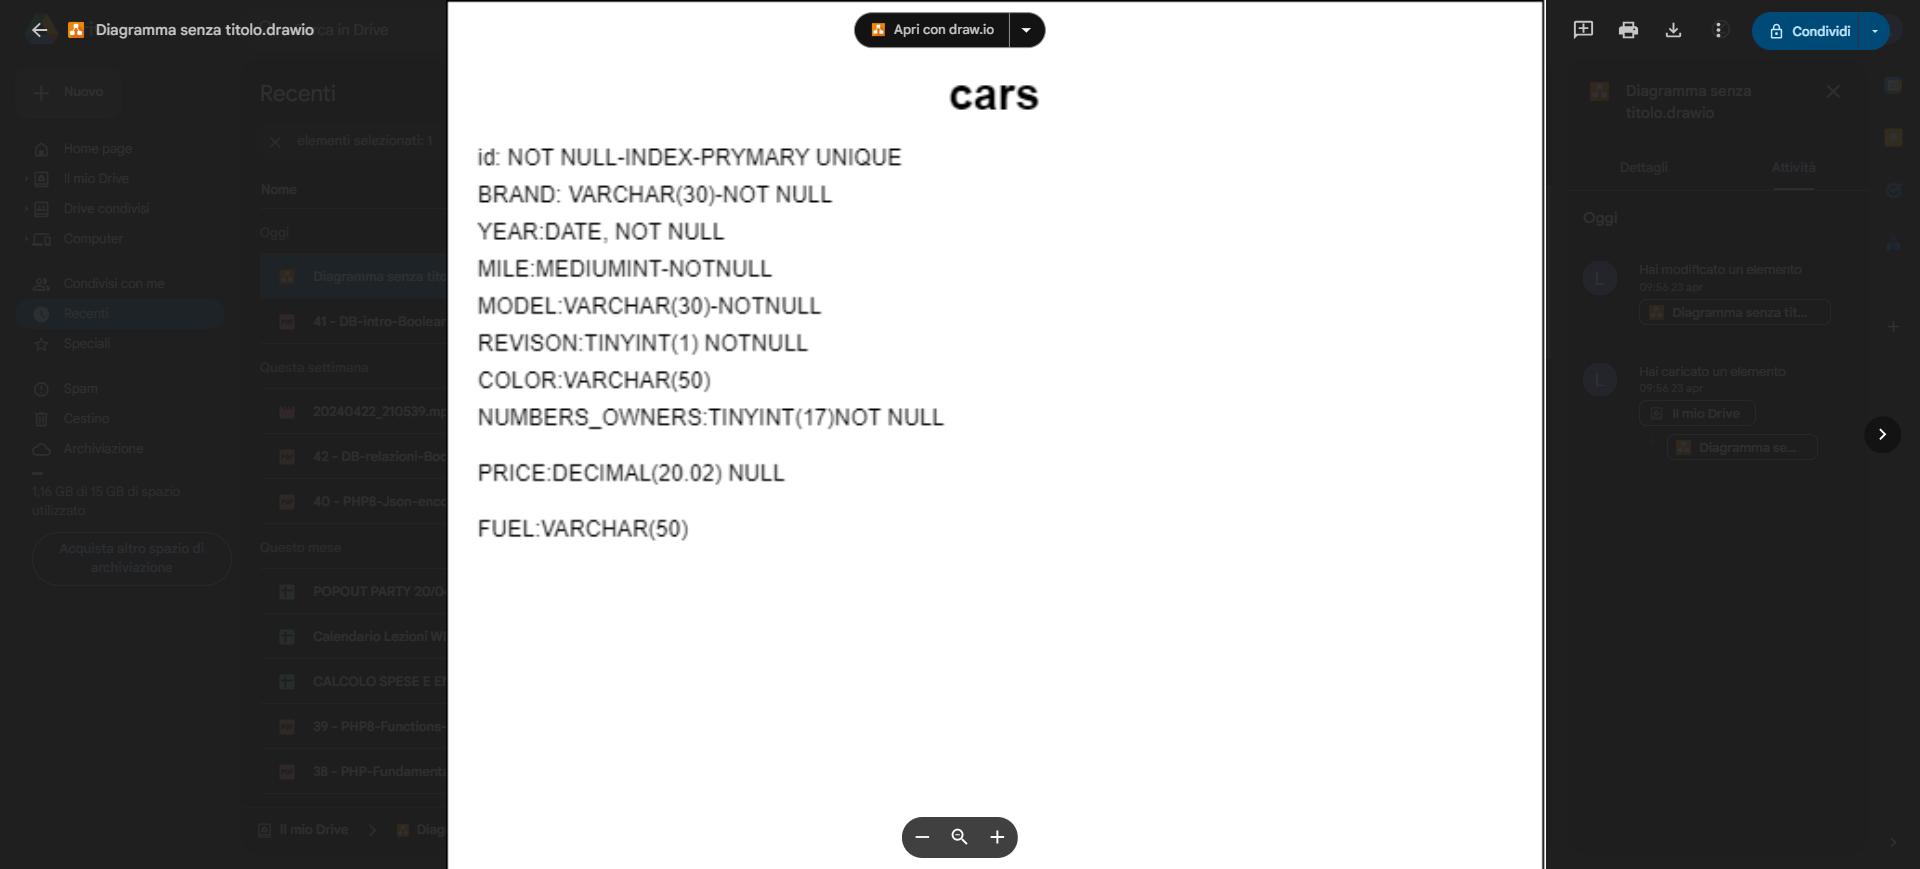 Diagramma senza titolo.drawio
rca in Drive
Apri con draw.io
Condividi
Nuovo
Recenti
elementi selezionati: 1
Home page
Il mio Drive
Drive condivisi
Computer
Condivisi con me
Recenti
Speciali
Spam
Cestino
Archiviazione
1,16 GB di 15 GB di spazio
utilizzato
Acquista altro spazio di
archiviazione
Nome
Oggi
Diagramma senza tito
41 - DB-intro-Boolean
Questa settimana
20240422_210539.mp
42 - DB-relazioni-Boo
40 - PHP8-Json-enco
Questo mese
POPOUT PARTY 20/0
Calendario Lezioni W
CALCOLO SPESE E E
39 - PHP8-Functions-
38 - PHP-Fundament
Il mio Drive
Diag
cars
id: NOT NULL-INDEX-PRYMARY UNIQUE
BRAND: VARCHAR(30)-NOT NULL
YEAR:DATE, NOT NULL
MILE:MEDIUMINT-NOTNULL
MODEL:VARCHAR(30)-NOTNULL
REVISON:TINYINT(1) NOTNULL
COLOR:VARCHAR(50)
NUMBERS_OWNERS:TINYINT(17)NOT NULL
PRICE:DECIMAL(20.02) NULL
FUEL:VARCHAR(50)
Diagramma senza
titolo.drawio
Dettagli
Attività
Oggi
L
Hai modificato un elemento
09:56 23 apr
Diagramma senza tit...
L
Hai caricato un elemento
09:56 23 apr
Il mio Drive
Diagramma se...